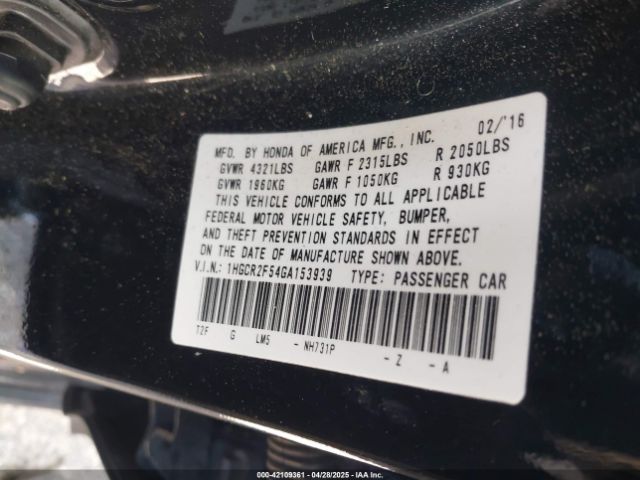 MFD. BY HONDA OF AMERICA MFG., INC. 02/'16
GVWR 4321LBS GAWR F 2315LBS R 2050LBS
GVWR 1960KG GAWR F 1050KG R 930KG
THIS VEHICLE CONFORMS TO ALL APPLICABLE
FEDERAL MOTOR VEHICLE SAFETY, BUMPER,
AND THEFT PREVENTION STANDARDS IN EFFECT
ON THE DATE OF MANUFACTURE SHOWN ABOVE.
V.I.N.: 1HGCR2F54GA153939 TYPE: PASSENGER CAR
T2F G LM5 - NH731P - Z - A
000-42109361 | 04/28/2025 - IAA Inc.